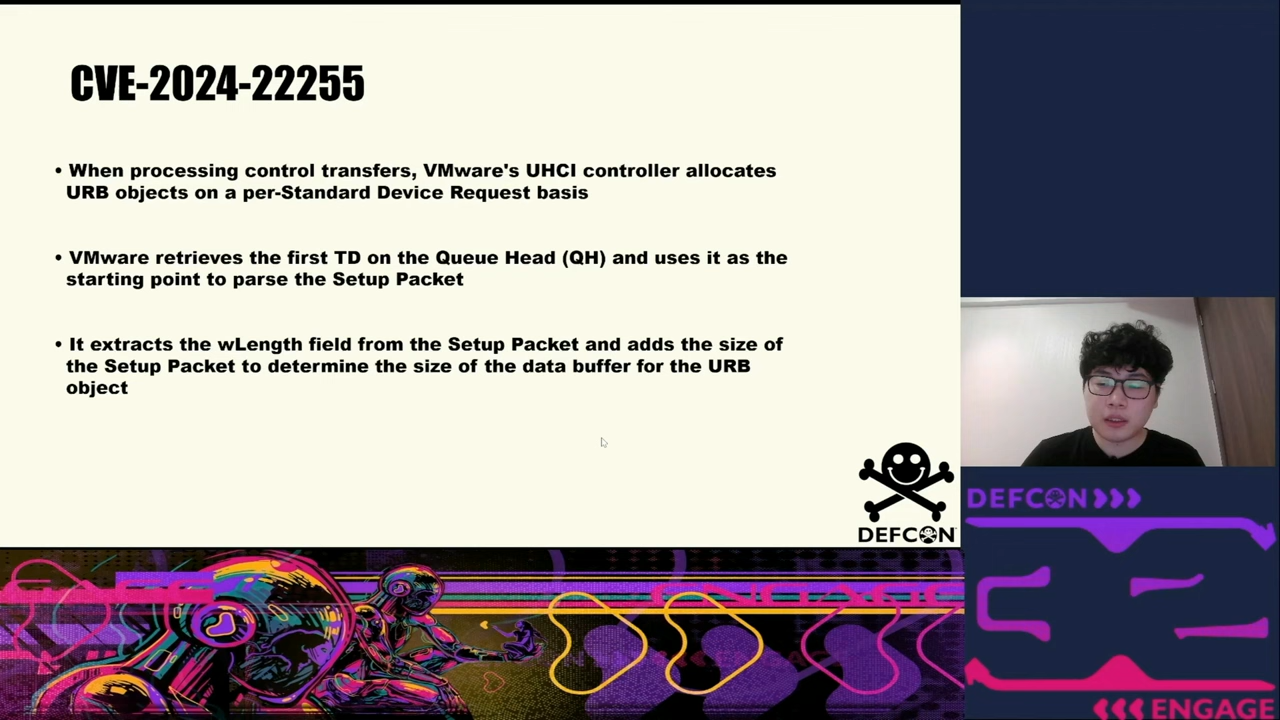 CVE-2024-22255
• When processing control transfers, VMware's UHCI controller allocates
URB objects on a per-Standard Device Request basis
• VMware retrieves the first TD on the Queue Head (QH) and uses it as the
starting point to parse the Setup Packet
• It extracts the wLength field from the Setup Packet and adds the size of
the Setup Packet to determine the size of the data buffer for the URB
object
DEFCON
DEFCON
ENGAGE